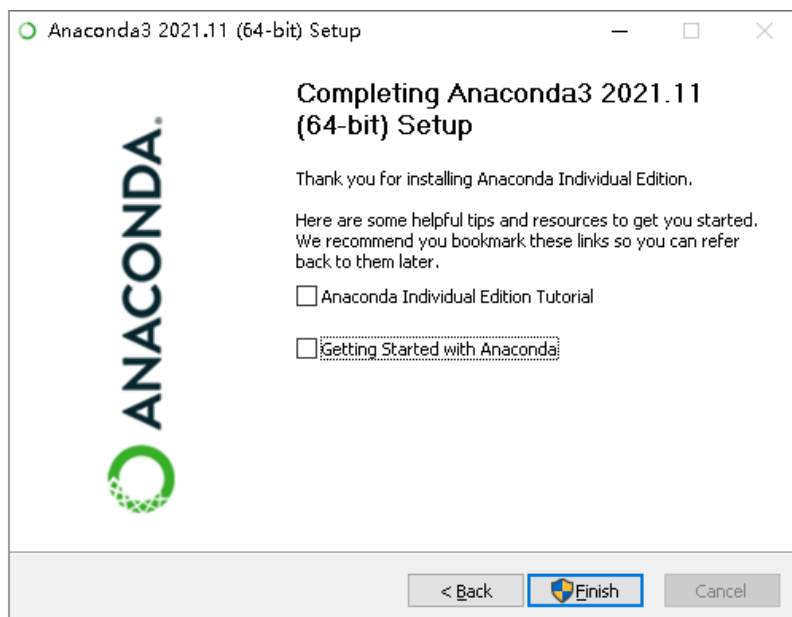 Anaconda3 2021.11 (64-bit) Setup
Completing Anaconda3 2021.11
(64-bit) Setup
Thank you for installing Anaconda Individual Edition.
Here are some helpful tips and resources to get you started.
We recommend you bookmark these links so you can refer
back to them later.
Anaconda Individual Edition Tutorial
Getting Started with Anaconda
ANACONDA.
< Back
Finish
Cancel